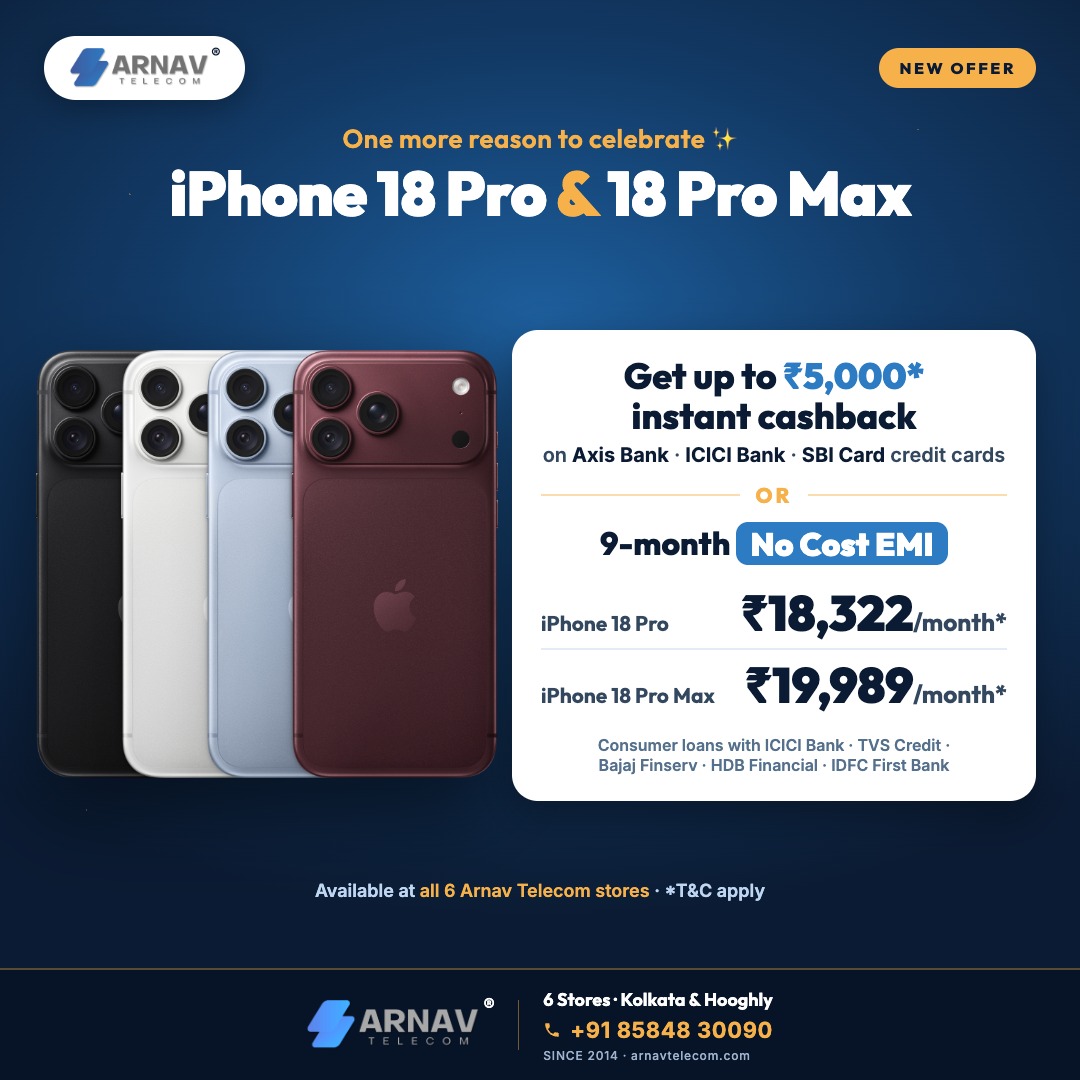 ARNAV®
TELECOM
NEW OFFER
One more reason to celebrate ✨
iPhone 18 Pro & 18 Pro Max
Get up to ₹5,000*
instant cashback
on Axis Bank · ICICI Bank · SBI Card credit cards
OR
9-month No Cost EMI
iPhone 18 Pro ₹18,322/month*
iPhone 18 Pro Max ₹19,989/month*
Consumer loans with ICICI Bank · TVS Credit ·
Bajaj Finserv · HDB Financial · IDFC First Bank
Available at all 6 Arnav Telecom stores · *T&C apply
ARNAV®
TELECOM
6 Stores · Kolkata & Hooghly
+91 85848 30090
SINCE 2014 · arnavtelecom.com